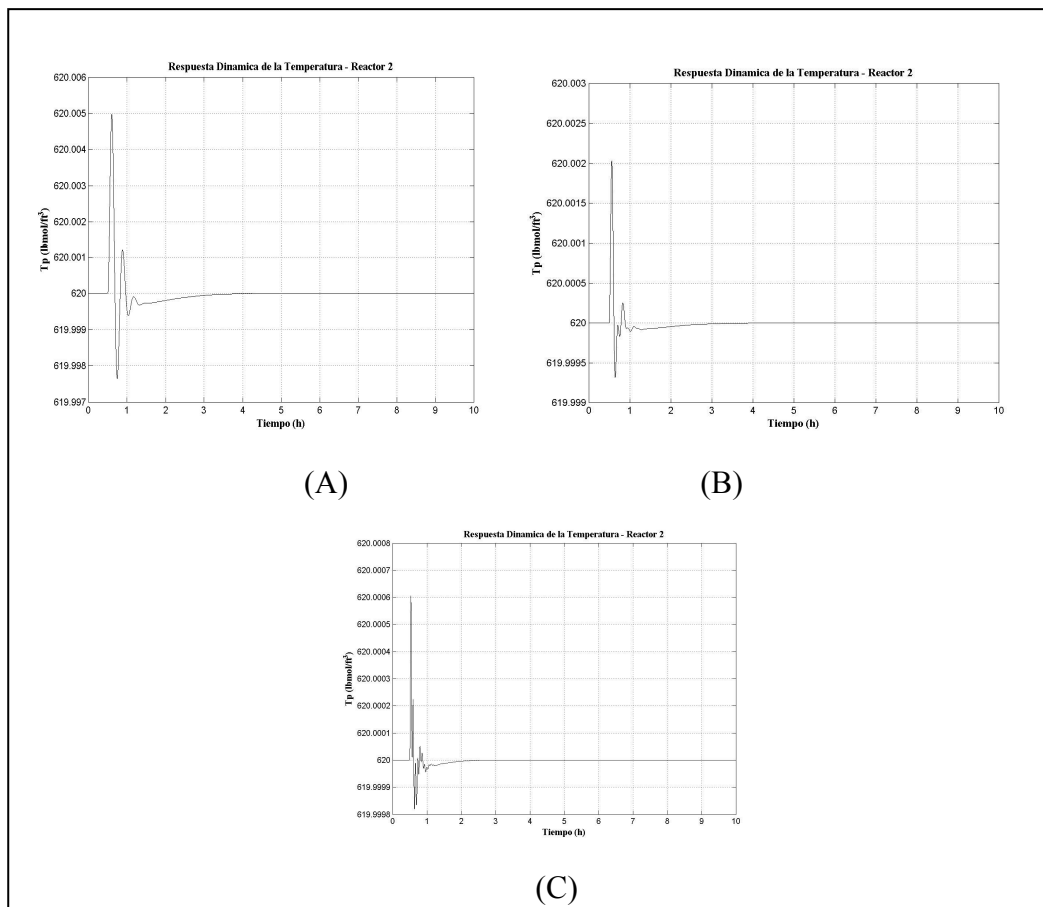 Respuesta Dinamica de la Temperatura - Reactor 2
620.006
620.005
620.004
620.003
620.002
620.001
620
619.999
619.998
619.997
Tp (lbmol/ft³)
0 1 2 3 4 5 6 7 8 9 10
Tiempo (h)
(A)
Respuesta Dinamica de la Temperatura - Reactor 2
620.003
620.0025
620.002
620.0015
620.001
620.0005
620
619.9995
619.999
Tp (lbmol/ft³)
0 1 2 3 4 5 6 7 8 9 10
Tiempo (h)
(B)
Respuesta Dinamica de la Temperatura - Reactor 2
620.0008
620.0007
620.0006
620.0005
620.0004
620.0003
620.0002
620.0001
620
619.9999
619.9998
Tp (lbmol/ft³)
0 1 2 3 4 5 6 7 8 9 10
Tiempo (h)
(C)